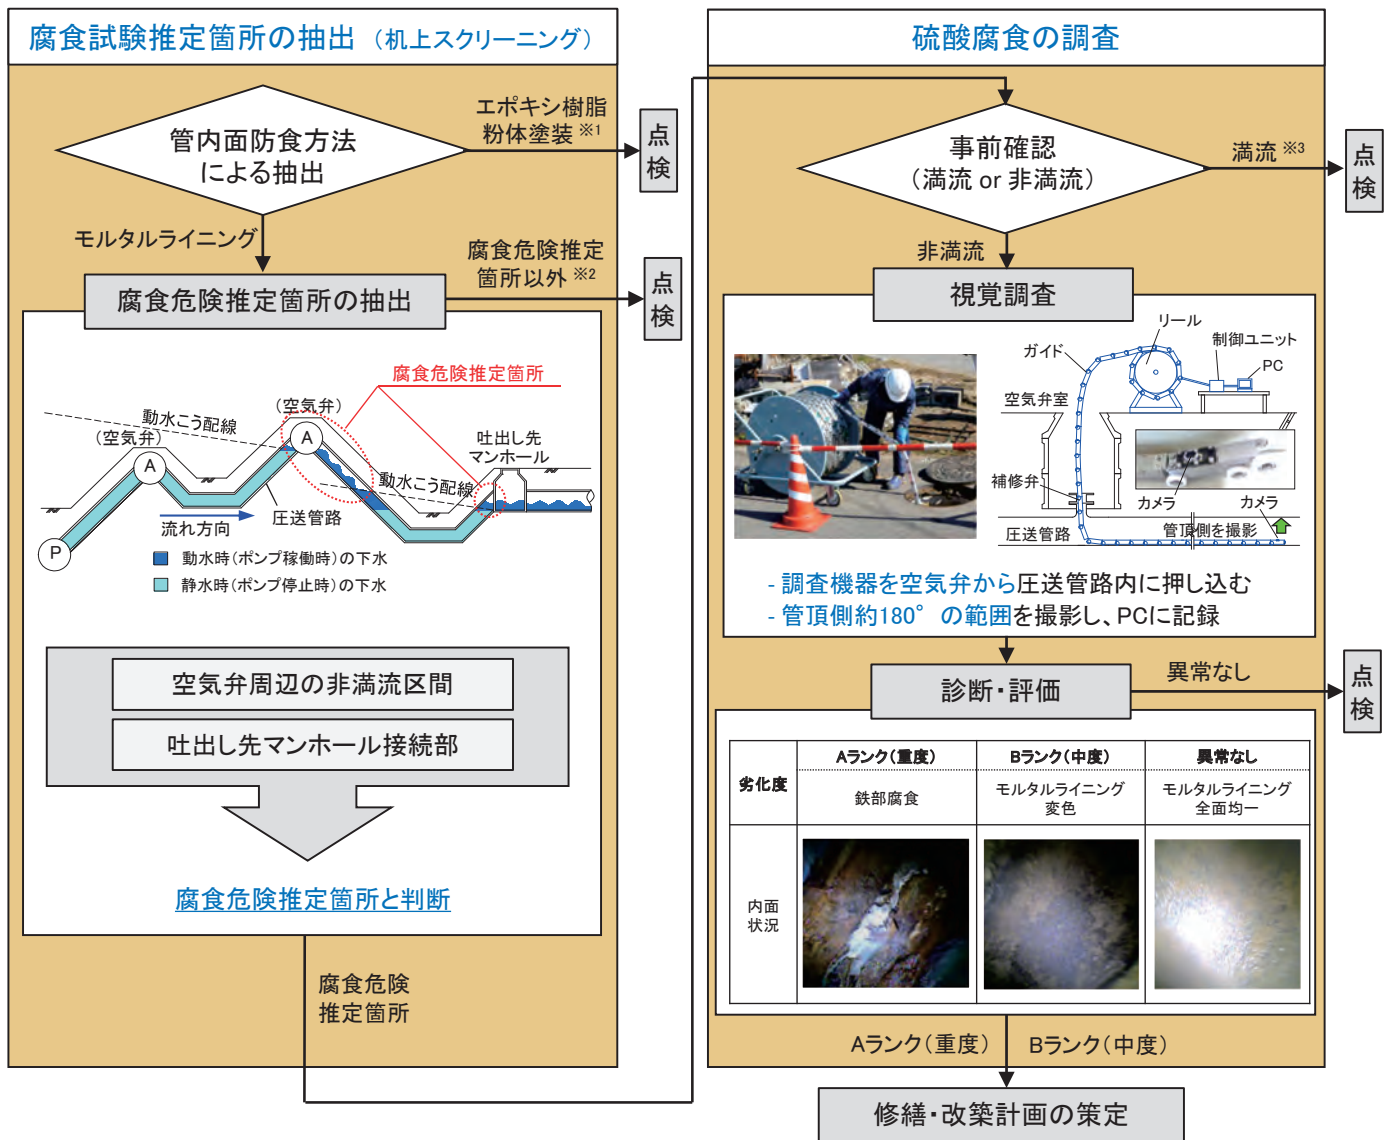 腐食試験推定箇所の抽出（机上スクリーニング）
管内面防食方法
による抽出
エポキシ樹脂
粉体塗装 ※1
点
検
モルタルライニング
腐食危険推定
箇所以外 ※2
点
検
腐食危険推定箇所の抽出
腐食危険推定箇所
動水こう配線
(空気弁)
(空気弁)
A
A
P
動水こう配線
吐出し先
マンホール
流れ方向
圧送管路
動水時(ポンプ稼働時)の下水
静水時(ポンプ停止時)の下水
空気弁周辺の非満流区間
吐出し先マンホール接続部
腐食危険推定箇所と判断
腐食危険
推定箇所
硫酸腐食の調査
事前確認
（満流 or 非満流）
満流 ※3
点
検
非満流
視覚調査
リール
ガイド
制御ユニット
PC
空気弁室
補修弁
カメラ
カメラ
圧送管路
管頂側を撮影
- 調査機器を空気弁から圧送管路内に押し込む
- 管頂側約180°の範囲を撮影し、PCに記録
診断・評価
異常なし
点
検
劣化度
Aランク（重度）
Bランク（中度）
異常なし
鉄部腐食
モルタルライニング
変色
モルタルライニング
全面均一
内面
状況
Aランク（重度）
Bランク（中度）
修繕・改築計画の策定